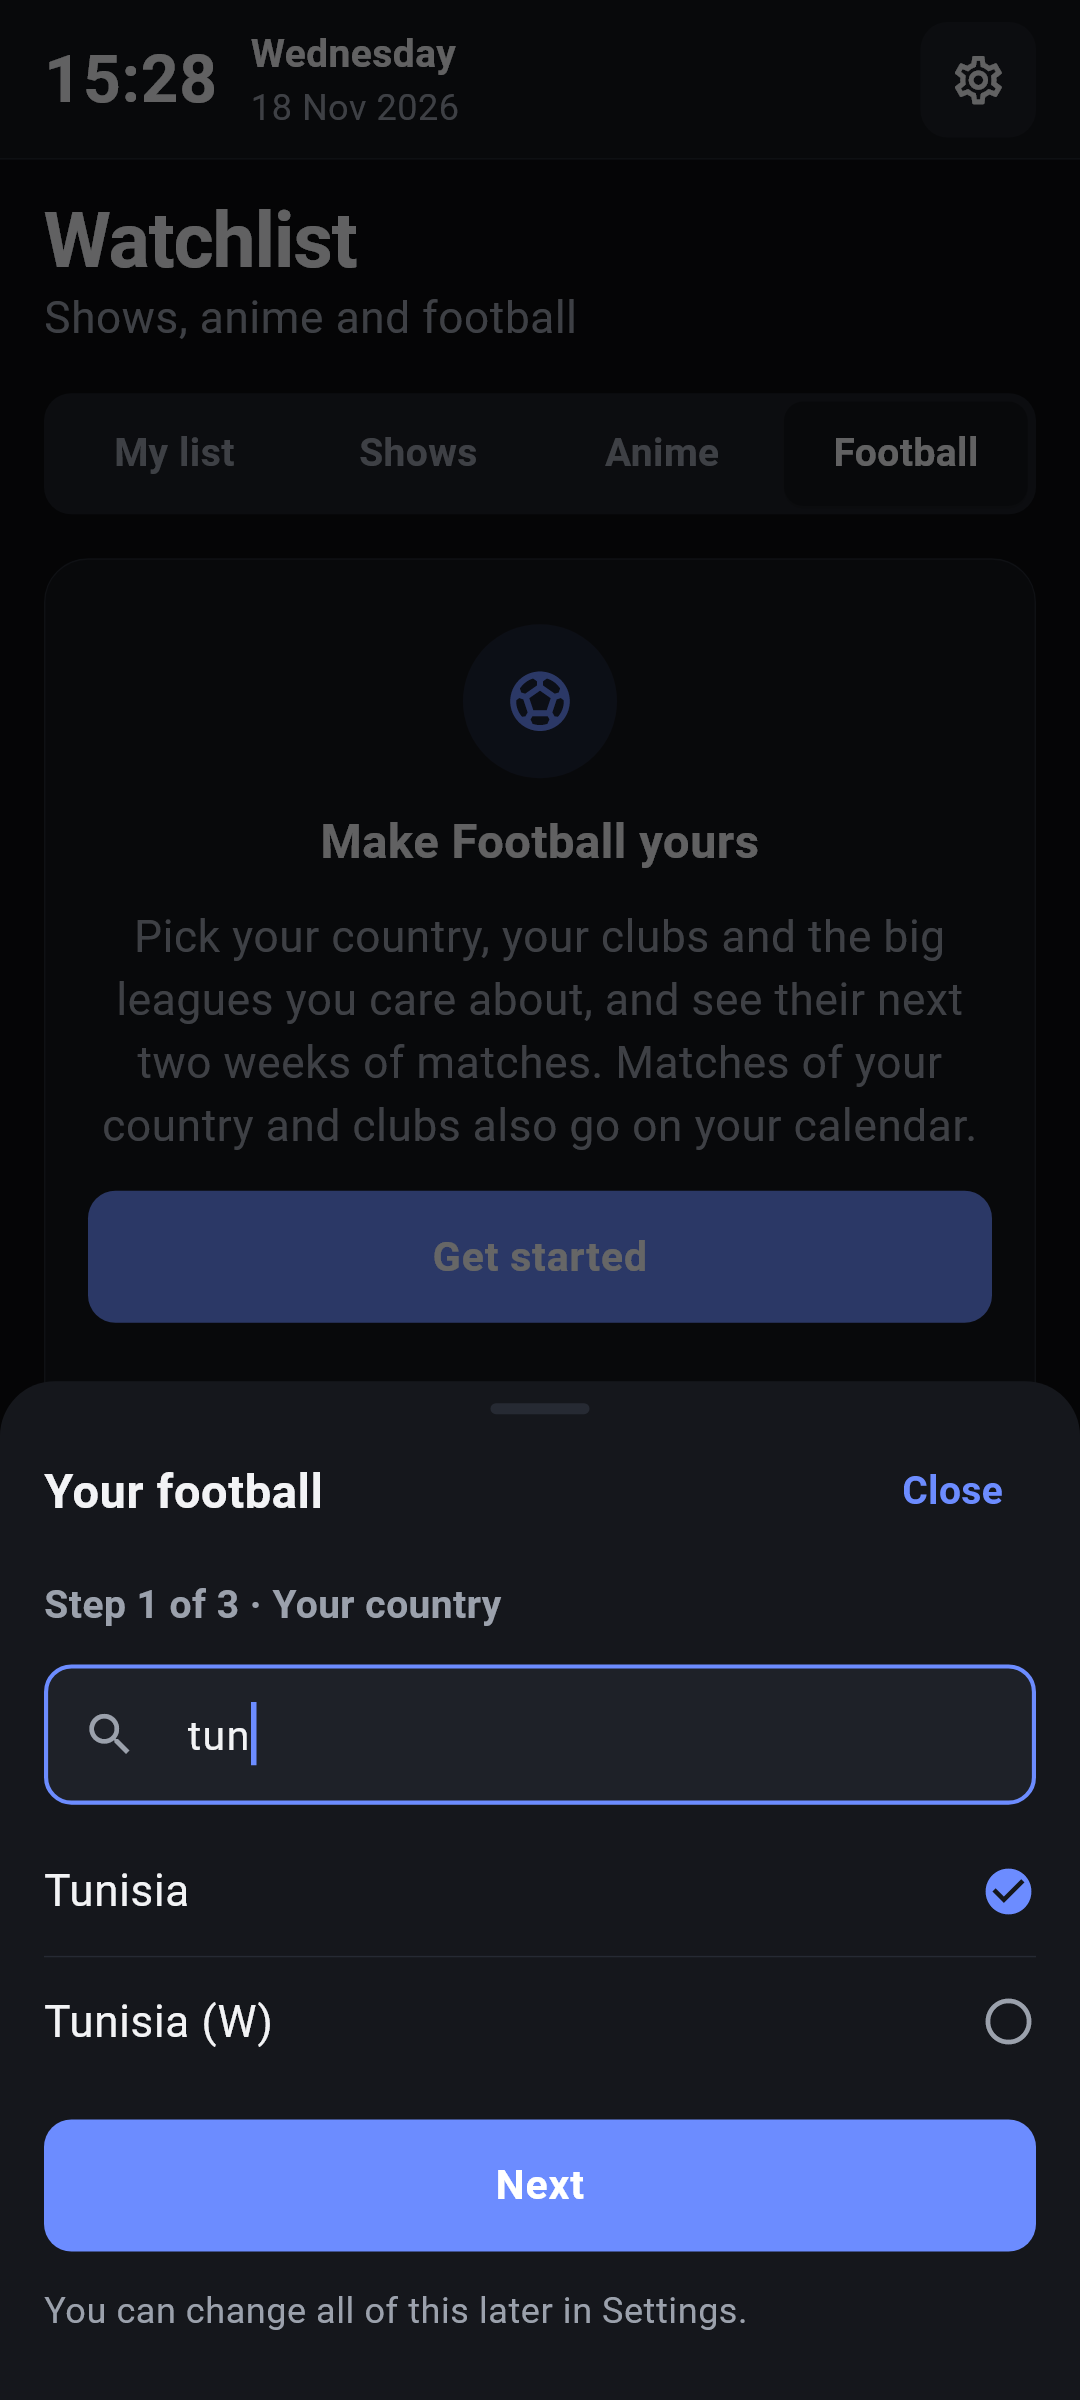 15:28
Wednesday
18 Nov 2026
Watchlist
Shows, anime and football
My list
Shows
Anime
Football
Make Football yours
Pick your country, your clubs and the big
leagues you care about, and see their next
two weeks of matches. Matches of your
country and clubs also go on your calendar.
Get started
Your football
Close
Step 1 of 3 · Your country
tun
Tunisia
Tunisia (W)
Next
You can change all of this later in Settings.